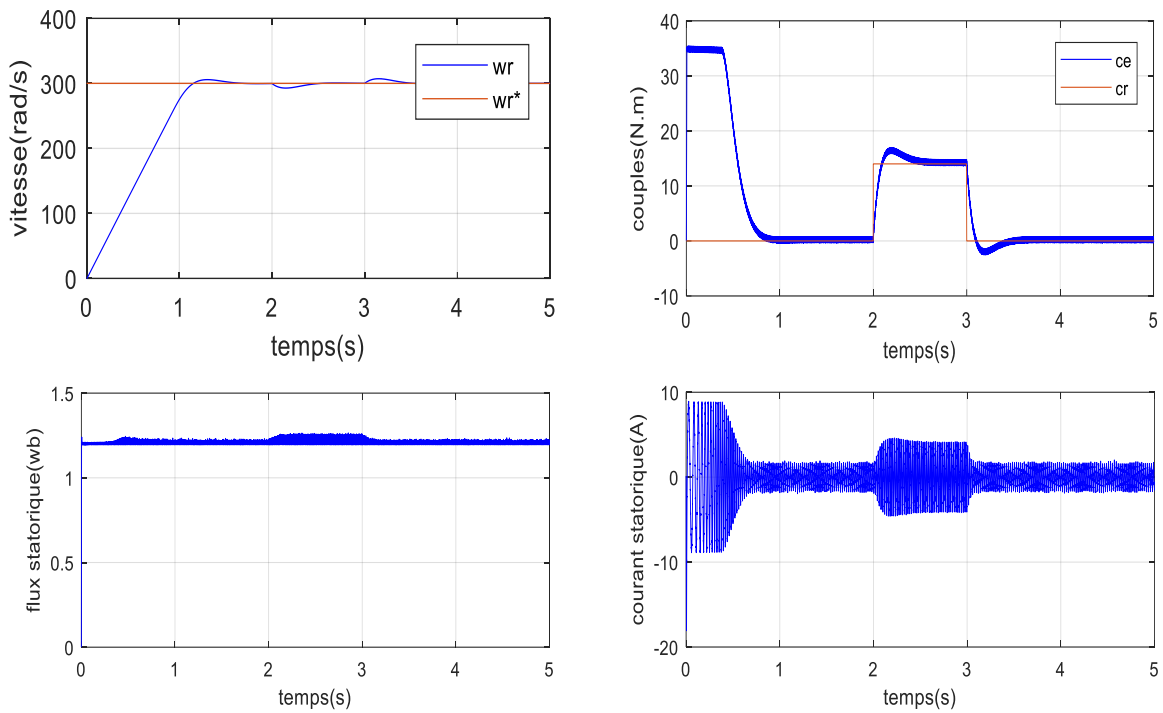 vitesse(rad/s)
400
300
200
100
0
wr
wr*
0 1 2 3 4 5
temps(s)
couples(N.m)
40
30
20
10
0
-10
ce
cr
0 1 2 3 4 5
temps(s)
flux statorique(wb)
1.5
1
0.5
0
0 1 2 3 4 5
temps(s)
courant statorique(A)
10
0
-10
-20
0 1 2 3 4 5
temps(s)